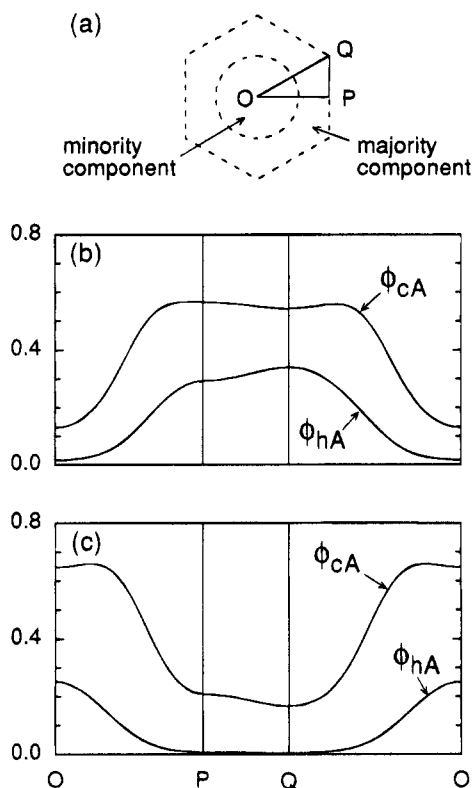 (a)
Q
O
P
minority
component
majority
component
0.8
(b)
ϕcA
0.4
ϕhA
0.0
0.8
(c)
ϕcA
0.4
ϕhA
0.0
O P Q O